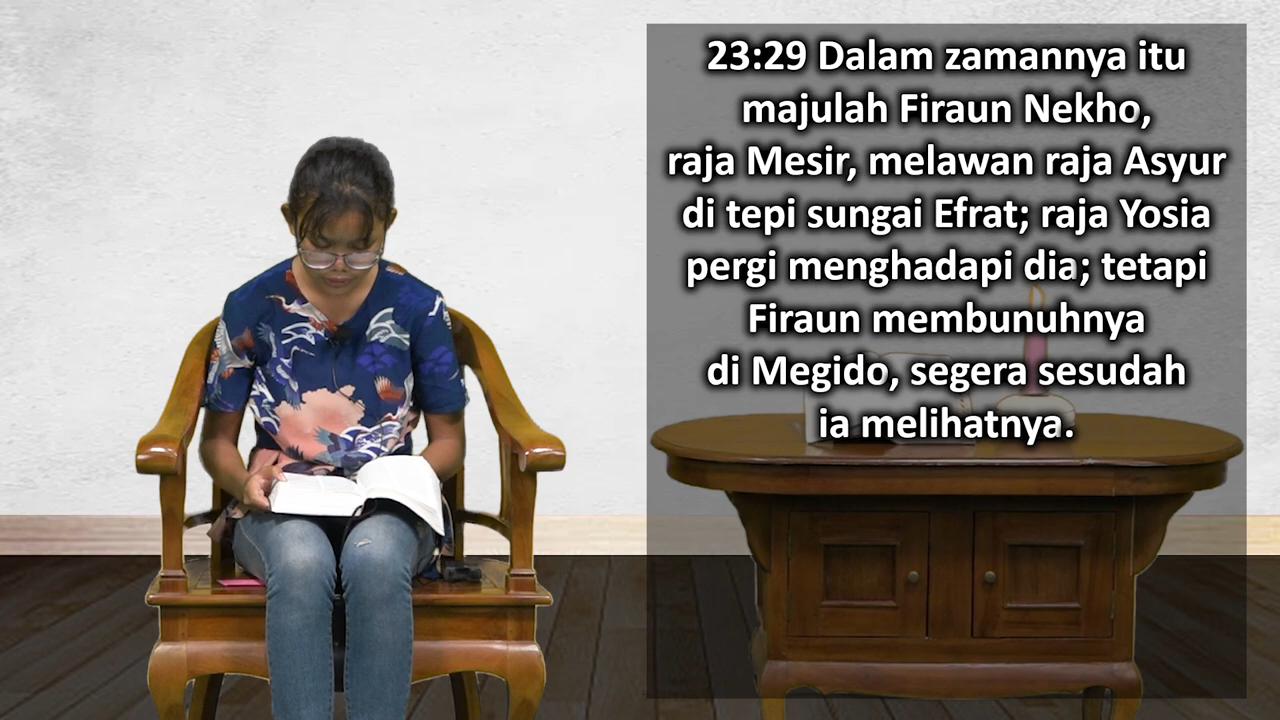 23:29 Dalam zamannya itu
majulah Firaun Nekho,
raja Mesir, melawan raja Asyur
di tepi sungai Efrat; raja Yosia
pergi menghadapi dia; tetapi
Firaun membunuhnya
di Megido, segera sesudah
ia melihatnya.